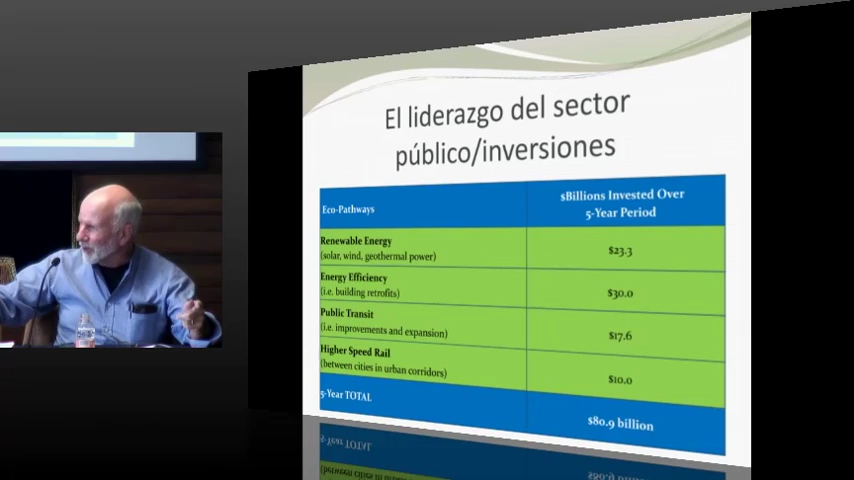 El liderazgo del sector
público/inversiones
Eco-Pathways
$Billions Invested Over
5-Year Period
Renewable Energy
(solar, wind, geothermal power)
$23.3
Energy Efficiency
(i.e. building retrofits)
$30.0
Public Transit
(i.e. improvements and expansion)
$17.6
Higher Speed Rail
(between cities in urban corridors)
$10.0
5-Year TOTAL
$80.9 billion